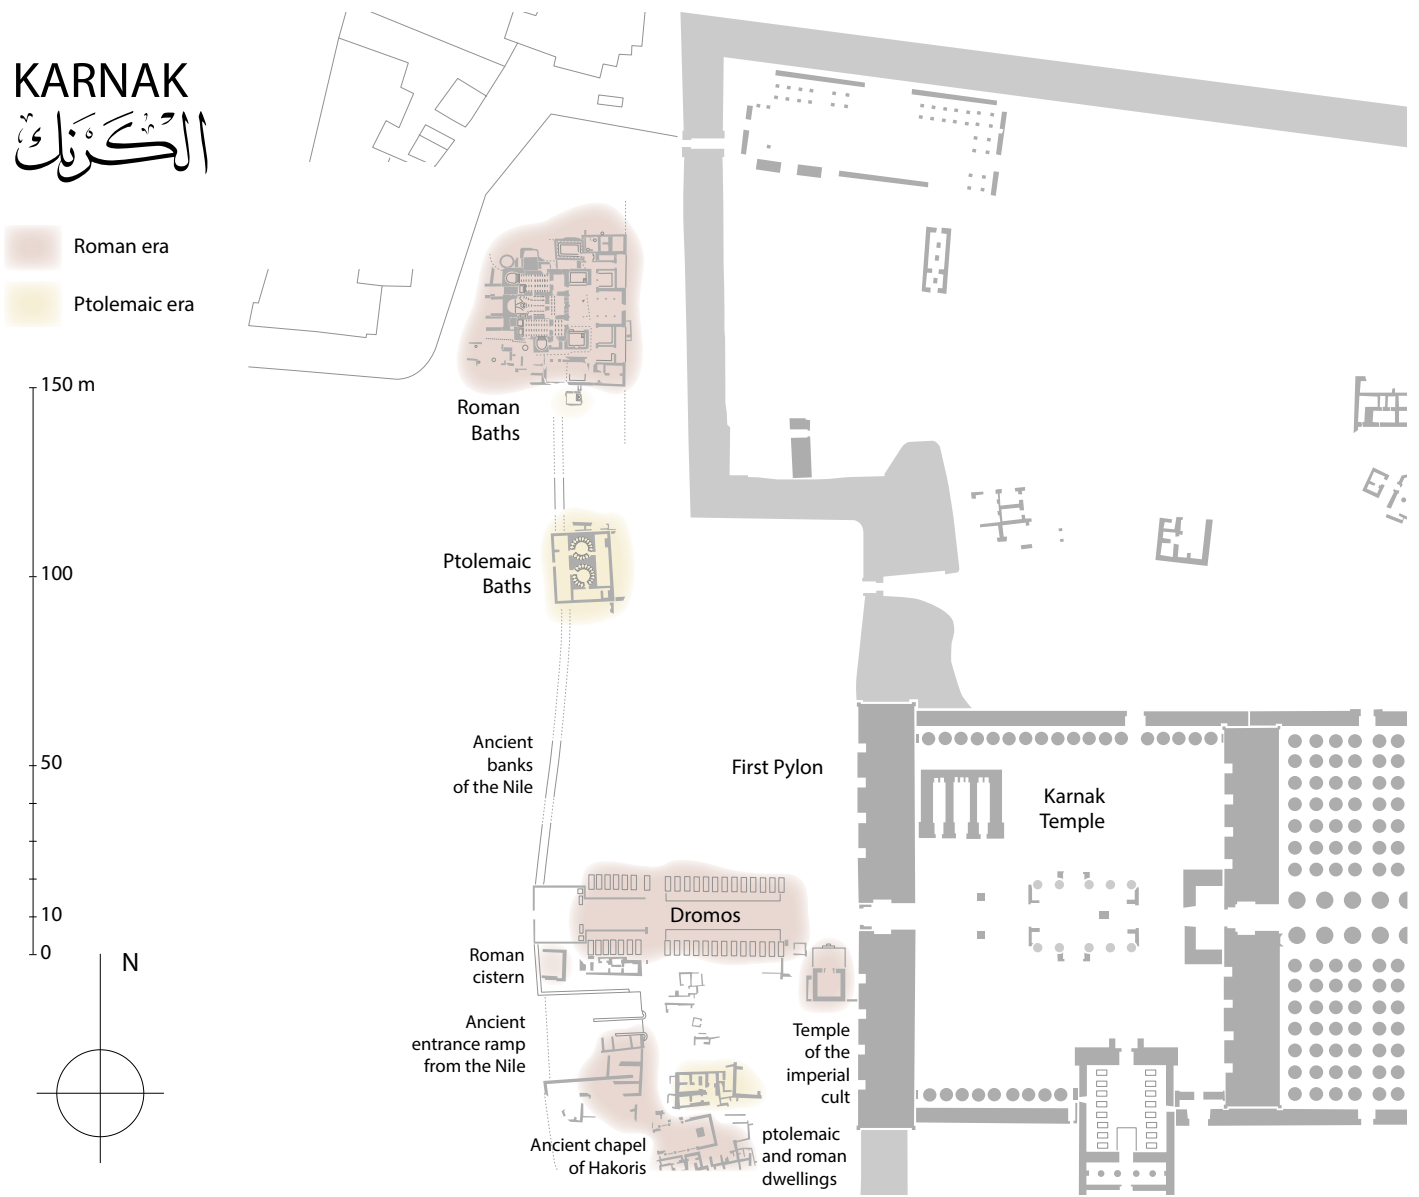 KARNAK
الكرنك
Roman era
Ptolemaic era
150 m
100
50
10
0
N
Roman
Baths
Ptolemaic
Baths
Ancient
banks
of the Nile
First Pylon
Karnak
Temple
Dromos
Roman
cistern
Ancient
entrance ramp
from the Nile
Temple
of the
imperial
cult
Ancient chapel
of Hakoris
ptolemaic
and roman
dwellings